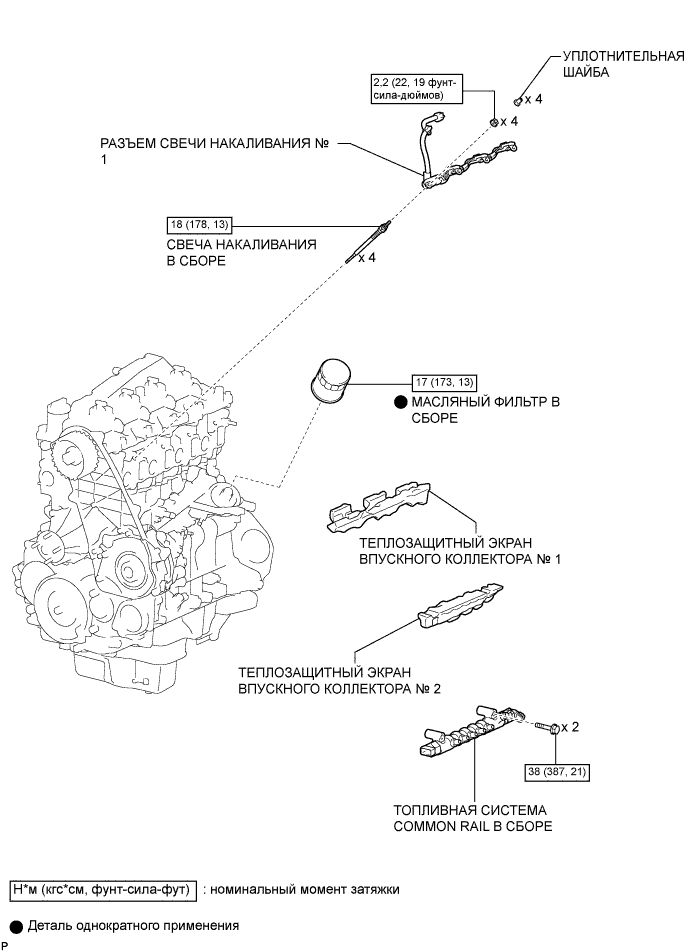 УПЛОТНИТЕЛЬНАЯ
ШАЙБА
2,2 (22, 19 фунт-
сила-дюймов)
x 4
x 4
РАЗЪЕМ СВЕЧИ НАКАЛИВАНИЯ №
1
18 (178, 13)
СВЕЧА НАКАЛИВАНИЯ
В СБОРЕ
x 4
17 (173, 13)
МАСЛЯНЫЙ ФИЛЬТР В
СБОРЕ
ТЕПЛОЗАЩИТНЫЙ ЭКРАН
ВПУСКНОГО КОЛЛЕКТОРА № 1
ТЕПЛОЗАЩИТНЫЙ ЭКРАН
ВПУСКНОГО КОЛЛЕКТОРА № 2
x 2
38 (387, 21)
ТОПЛИВНАЯ СИСТЕМА
COMMON RAIL В СБОРЕ
Н*м (кгс*см, фунт-сила-фут) : номинальный момент затяжки
Деталь однократного применения
P